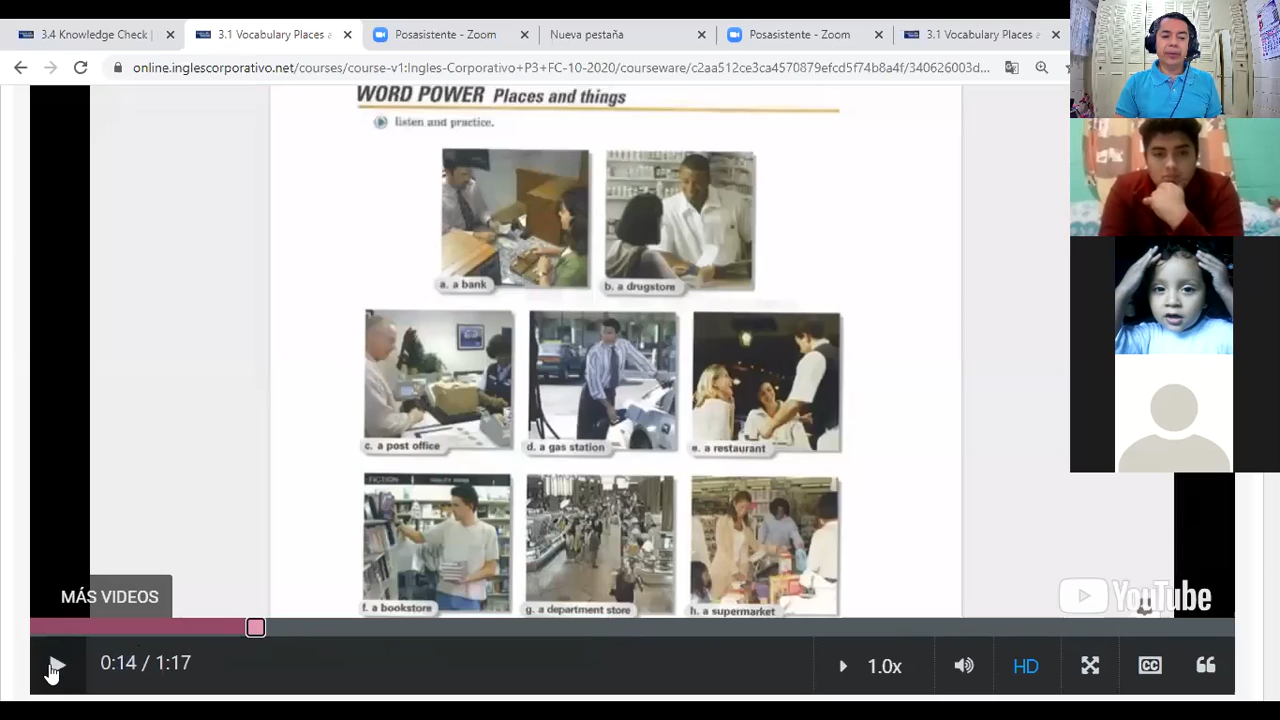 3.4 Knowledge Check
3.1 Vocabulary Places a
Posasistente - Zoom
Nueva pestaña
Posasistente - Zoom
3.1 Vocabulary Places a
online.inglescorporativo.net/courses/course-v1:Ingles-Corporativo+P3+FC-10-2020/courseware/c2aa512ce3ca4570879efcd5f74b8a4f/340626003d...
WORD POWER Places and things
listen and practice.
a. a bank
b. a drugstore
c. a post office
d. a gas station
e. a restaurant
FICTION
f. a bookstore
g. a department store
h. a supermarket
MÁS VIDEOS
YouTube
0:14 / 1:17
1.0x
HD
CC